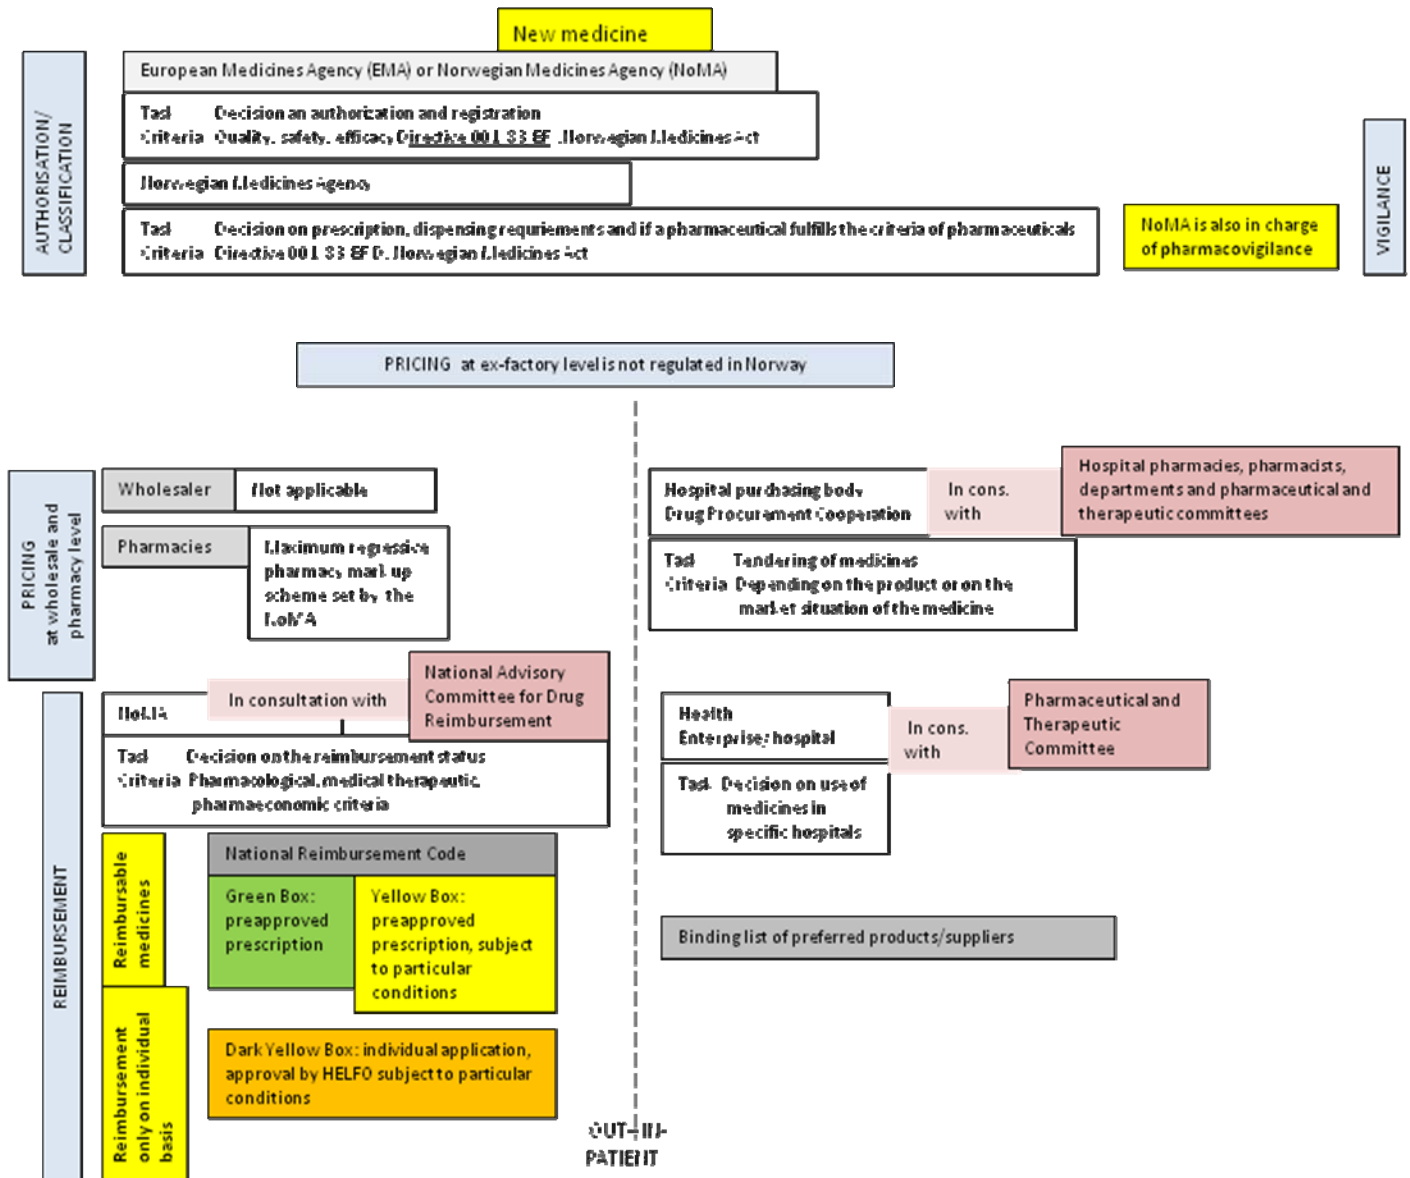 New medicine
AUTHORISATION/
CLASSIFICATION
European Medicines Agency (EMA) or Norwegian Medicines Agency (NoMA)
Task Decision an authorization and registration
Criteria Quality, safety, efficacy Directive 001 83 EF Norwegian Medicines Act
Norwegian Medicines Agency
Task Decision on prescription, dispensing requriements and if a pharmaceutical fulfills the criteria of pharmaceuticals
Criteria Directive 001 83 EF Norwegian Medicines Act
NoMA is also in charge
of pharmacovigilance
VIGILANCE
PRICING at ex-factory level is not regulated in Norway
PRICING
at wholesale and
pharmacy level
Wholesaler
Not applicable
Pharmacies
Maximum regressive
pharmacy mark up
scheme set by the
NoMA
Hospital purchasing body
Drug Procurement Cooperation
In cons.
with
Hospital pharmacies, pharmacists,
departments and pharmaceutical and
therapeutic committees
Task Tendering of medicines
Criteria Depending on the product or on the
market situation of the medicine
REIMBURSEMENT
NoMA
In consultation with
National Advisory
Committee for Drug
Reimbursement
Task Decision on the reimbursement status
Criteria Pharmacological, medical therapeutic,
pharmaeconomic criteria
Health
Enterprise/hospital
In cons.
with
Pharmaceutical and
Therapeutic
Committee
Task Decision on use of
medicines in
specific hospitals
Reimbursable
medicines
National Reimbursement Code
Green Box:
preapproved
prescription
Yellow Box:
preapproved
prescription, subject
to particular
conditions
Binding list of preferred products/suppliers
Reimbursement
only on individual
basis
Dark Yellow Box: individual application,
approval by HELFO subject to particular
conditions
OUT- IN-
PATIENT